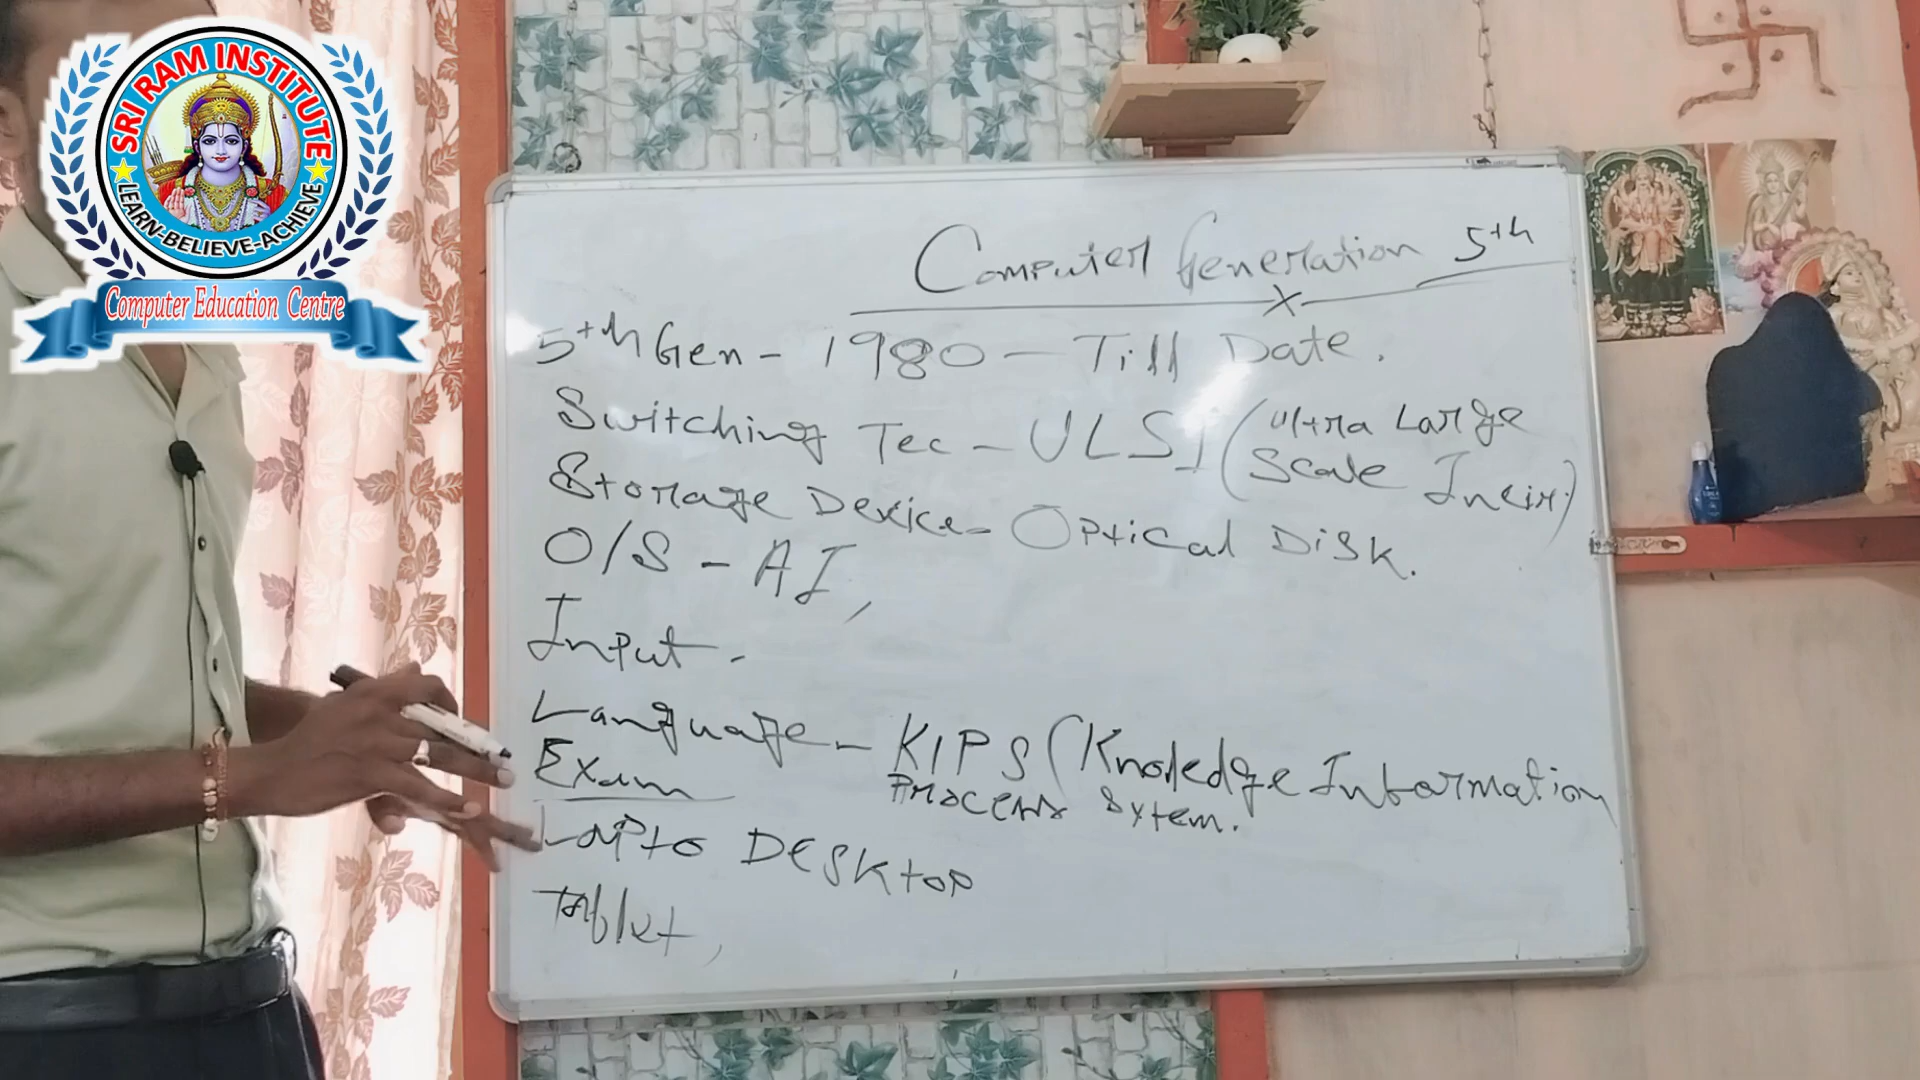 SRI RAM INSTITUTE
LEARN-BELIEVE-ACHIEVE
Computer Education Centre
Computer Generation 5th
5th Gen - 1980 - Till Date.
Switching Tec - ULSI (Ultra Large
Scale
Storage Device - Optical Disk.
O/S - AI,
Input -
Language - KIPS (Knoledge Information
Process Sytem.
Exam
Lapto Desktop
Tablet,